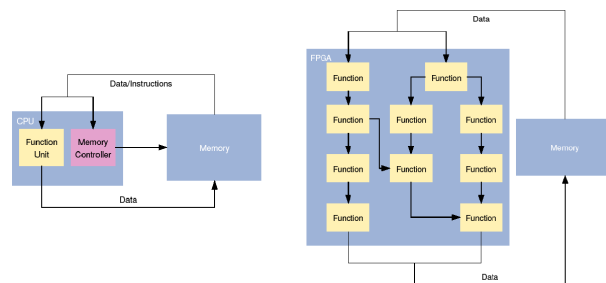 Data/Instructions
CPU
Function
Unit
Memory
Controller
Memory
Data
Data
FPGA
Function
Function
Function
Function
Function
Function
Function
Function
Function
Function
Function
Memory
Data